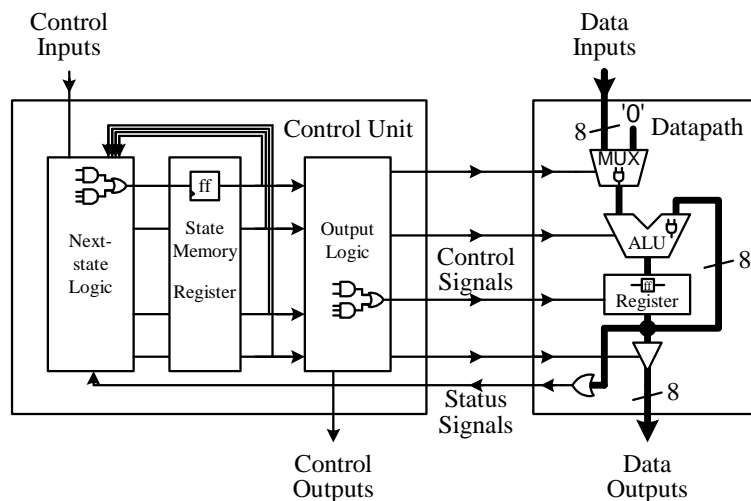 Control
Inputs
Data
Inputs
Control Unit
8
'0'
Datapath
MUX
ff
Next-
state
Logic
State
Memory
Register
Output
Logic
ALU
Control
Signals
8
ff
Register
Status
Signals
8
Control
Outputs
Data
Outputs